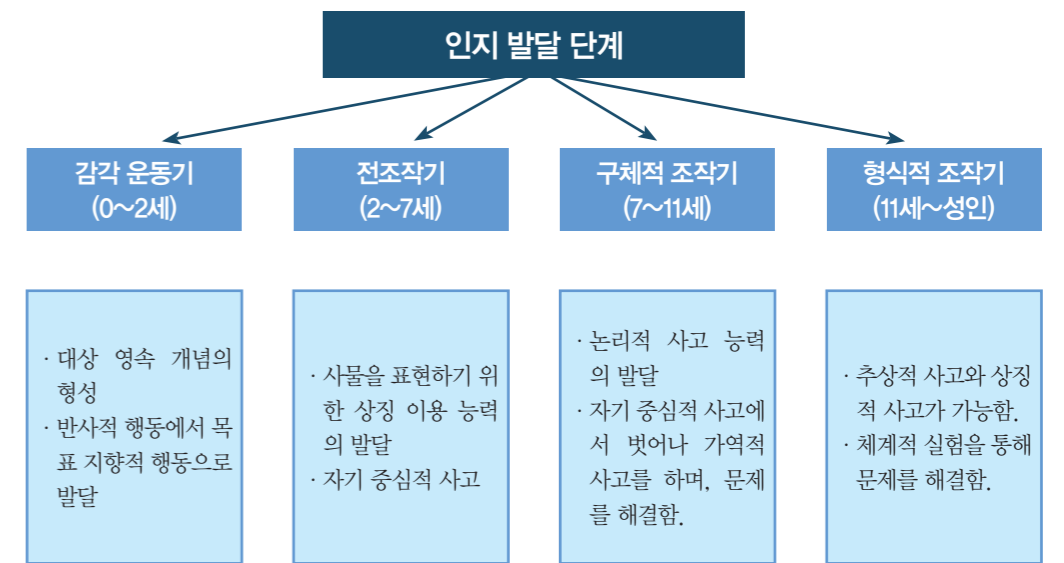 인지 발달 단계
감각 운동기
(0~2세)
전조작기
(2~7세)
구체적 조작기
(7~11세)
형식적 조작기
(11세~성인)
· 대상 영속 개념의
형성
· 반사적 행동에서 목
표 지향적 행동으로
발달
· 사물을 표현하기 위
한 상징 이용 능력
의 발달
· 자기 중심적 사고
· 논리적 사고 능력
의 발달
· 자기 중심적 사고에
서 벗어나 가역적
사고를 하며, 문제
를 해결함.
· 추상적 사고와 상징
적 사고가 가능함.
· 체계적 실험을 통해
문제를 해결함.